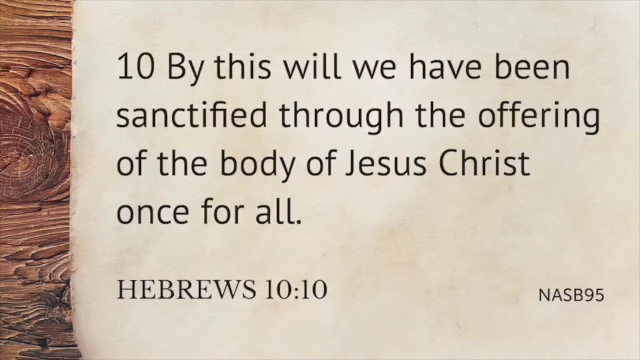 10 By this will we have been
sanctified through the offering
of the body of Jesus Christ
once for all.
HEBREWS 10:10
NASB95